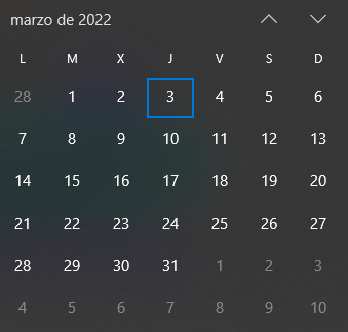 marzo de 2022
L M X J V S D
28 1 2 3 4 5 6
7 8 9 10 11 12 13
14 15 16 17 18 19 20
21 22 23 24 25 26 27
28 29 30 31 1 2 3
4 5 6 7 8 9 10